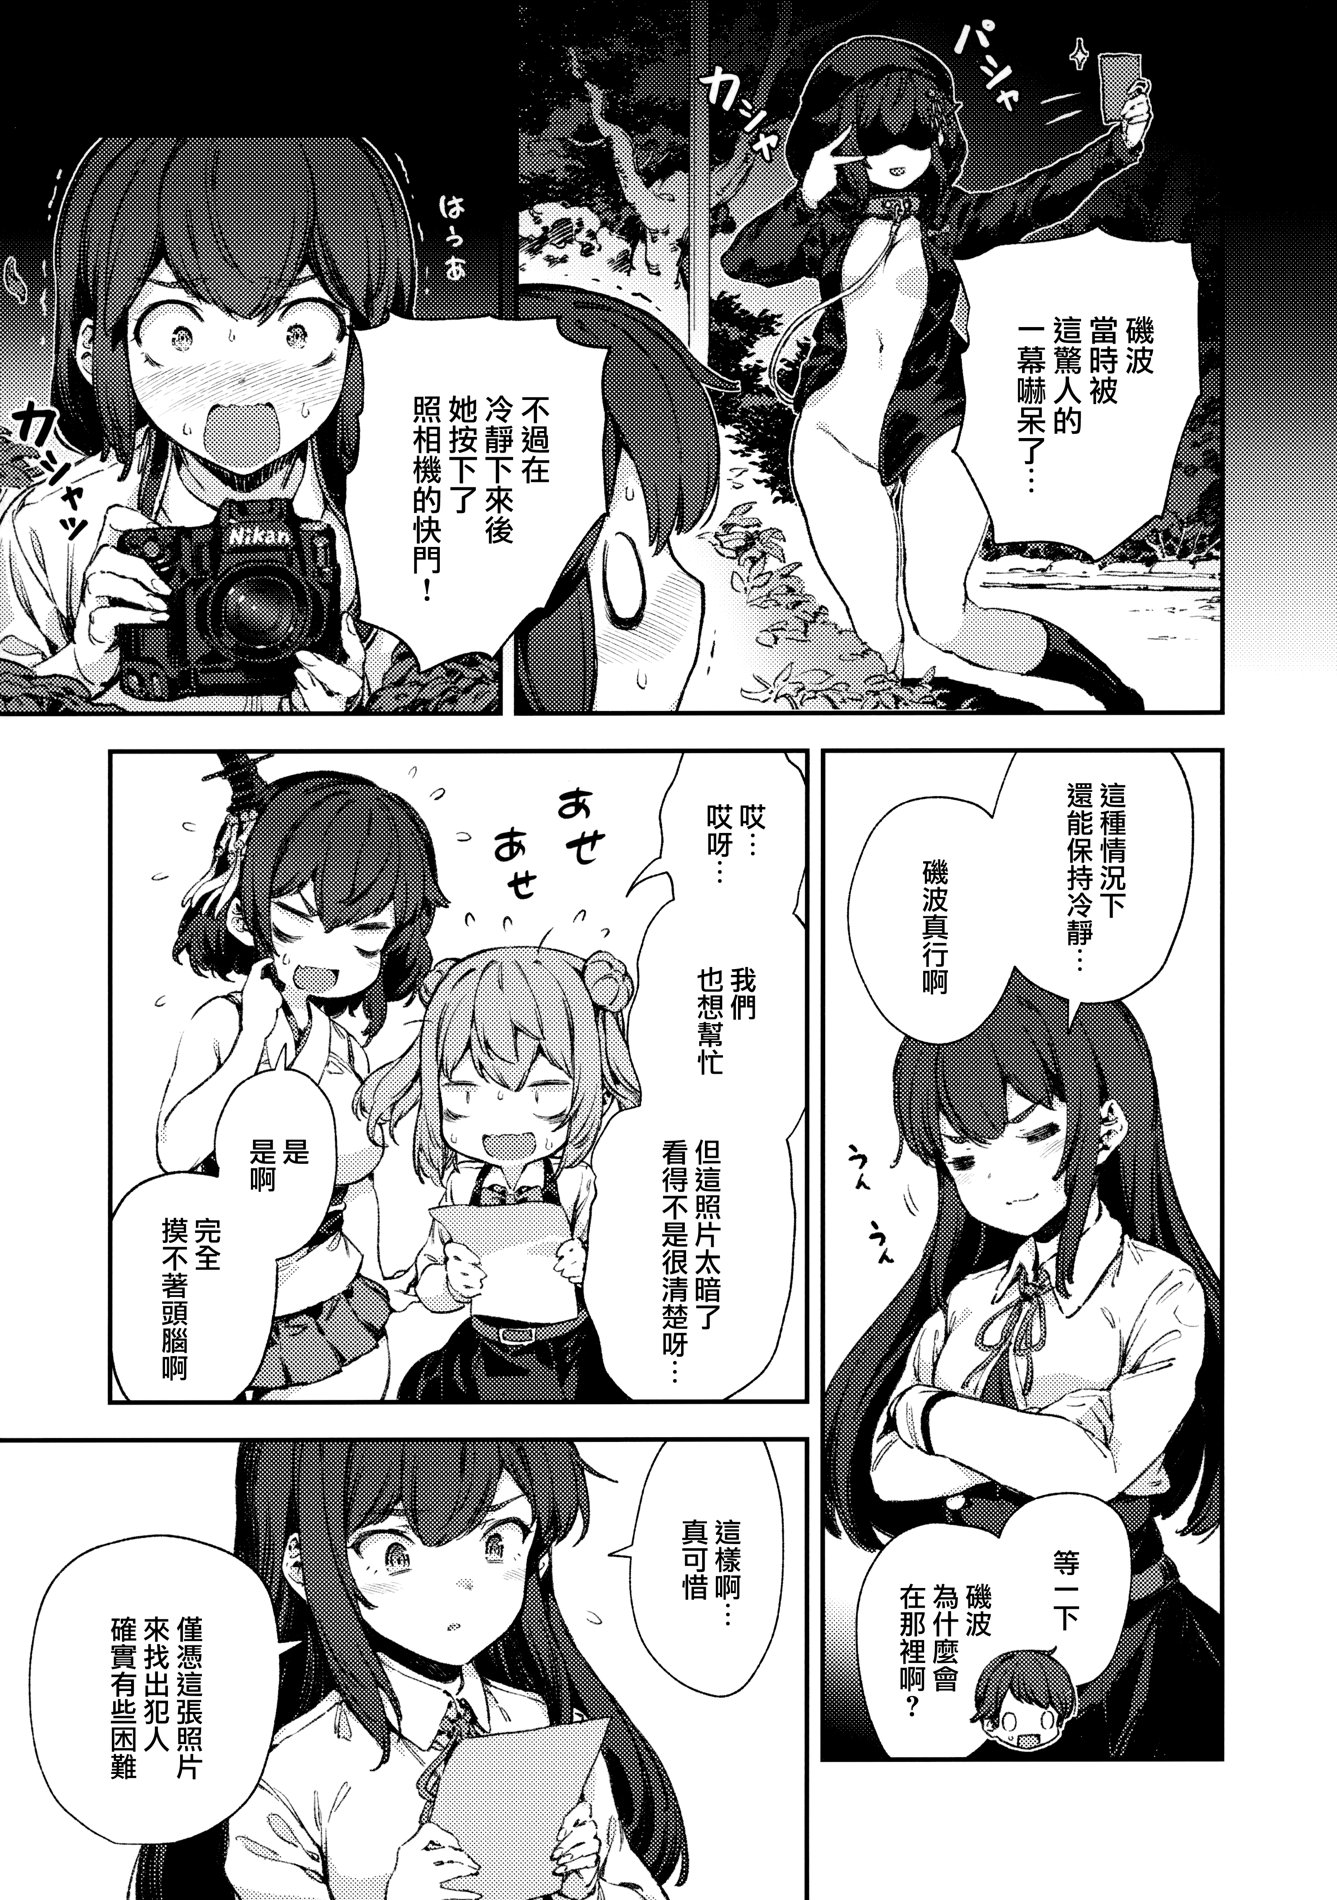 パシャ
カシャ
磯波
當時被
這驚人的
一幕嚇呆了…
はぅあ
不過在
冷靜下來後
她按下了
照相機的快門！
カシャッ
Nikan
這種情況下
還能保持冷靜…
磯波真行啊
うんうん
等一下
磯波
為什麼會
在那裡啊？
哎…
哎呀…
我們
也想幫忙
但這照片太暗了
看得不是很清楚呀…
あせ
あせ
是
是啊
完全
摸不著頭腦啊
這樣啊…
真可惜
僅憑這張照片
來找出犯人
確實有些困難